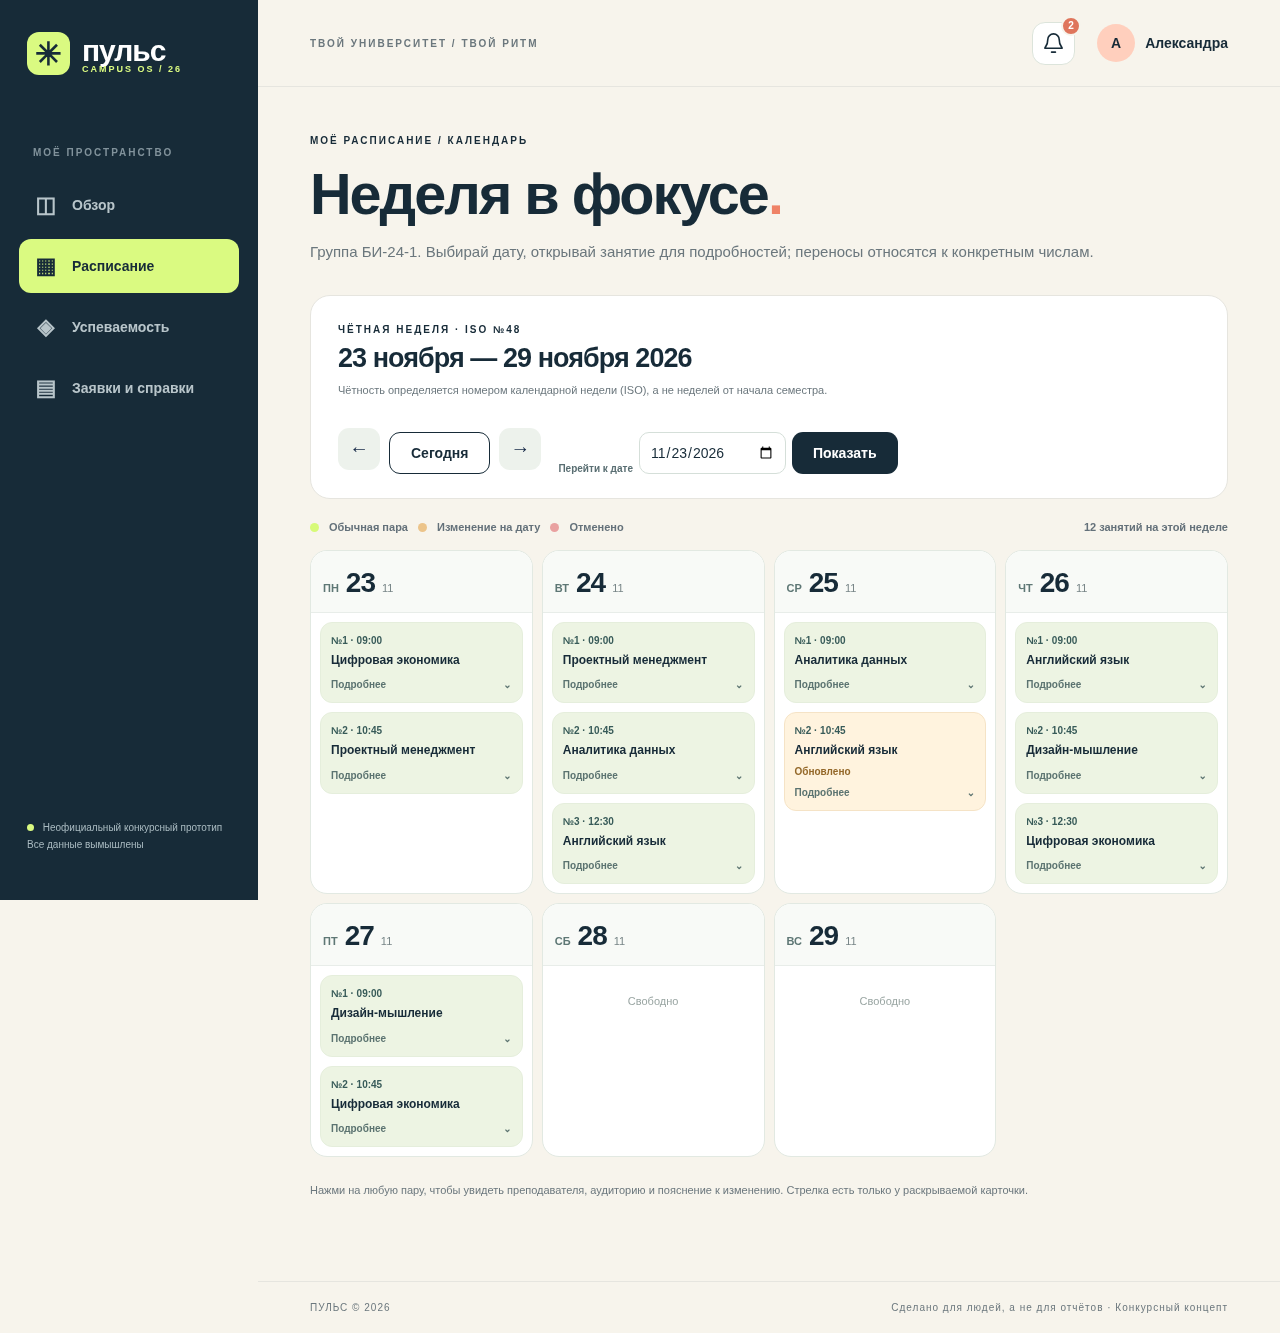 пульс
CAMPUS OS / 26
МОЁ ПРОСТРАНСТВО
Обзор
Расписание
Успеваемость
Заявки и справки
Неофициальный конкурсный прототип
Все данные вымышлены
ТВОЙ УНИВЕРСИТЕТ / ТВОЙ РИТМ
2
А
Александра
МОЁ РАСПИСАНИЕ / КАЛЕНДАРЬ
Неделя в фокусе.
Группа БИ-24-1. Выбирай дату, открывай занятие для подробностей; переносы относятся к конкретным числам.
ЧЁТНАЯ НЕДЕЛЯ · ISO №48
23 ноября — 29 ноября 2026
Чётность определяется номером календарной недели (ISO), а не неделей от начала семестра.
← Сегодня → Перейти к дате 11/23/2026 Показать
Обычная пара Изменение на дату Отменено
12 занятий на этой неделе
ПН 23 11
№1 · 09:00
Цифровая экономика
Подробнее
№2 · 10:45
Проектный менеджмент
Подробнее
ВТ 24 11
№1 · 09:00
Проектный менеджмент
Подробнее
№2 · 10:45
Аналитика данных
Подробнее
№3 · 12:30
Английский язык
Подробнее
СР 25 11
№1 · 09:00
Аналитика данных
Подробнее
№2 · 10:45
Английский язык
Обновлено
Подробнее
ЧТ 26 11
№1 · 09:00
Английский язык
Подробнее
№2 · 10:45
Дизайн-мышление
Подробнее
№3 · 12:30
Цифровая экономика
Подробнее
ПТ 27 11
№1 · 09:00
Дизайн-мышление
Подробнее
№2 · 10:45
Цифровая экономика
Подробнее
СБ 28 11
Свободно
ВС 29 11
Свободно
Нажми на любую пару, чтобы увидеть преподавателя, аудиторию и пояснение к изменению. Стрелка есть только у раскрываемой карточки.
ПУЛЬС © 2026
Сделано для людей, а не для отчётов · Конкурсный концепт